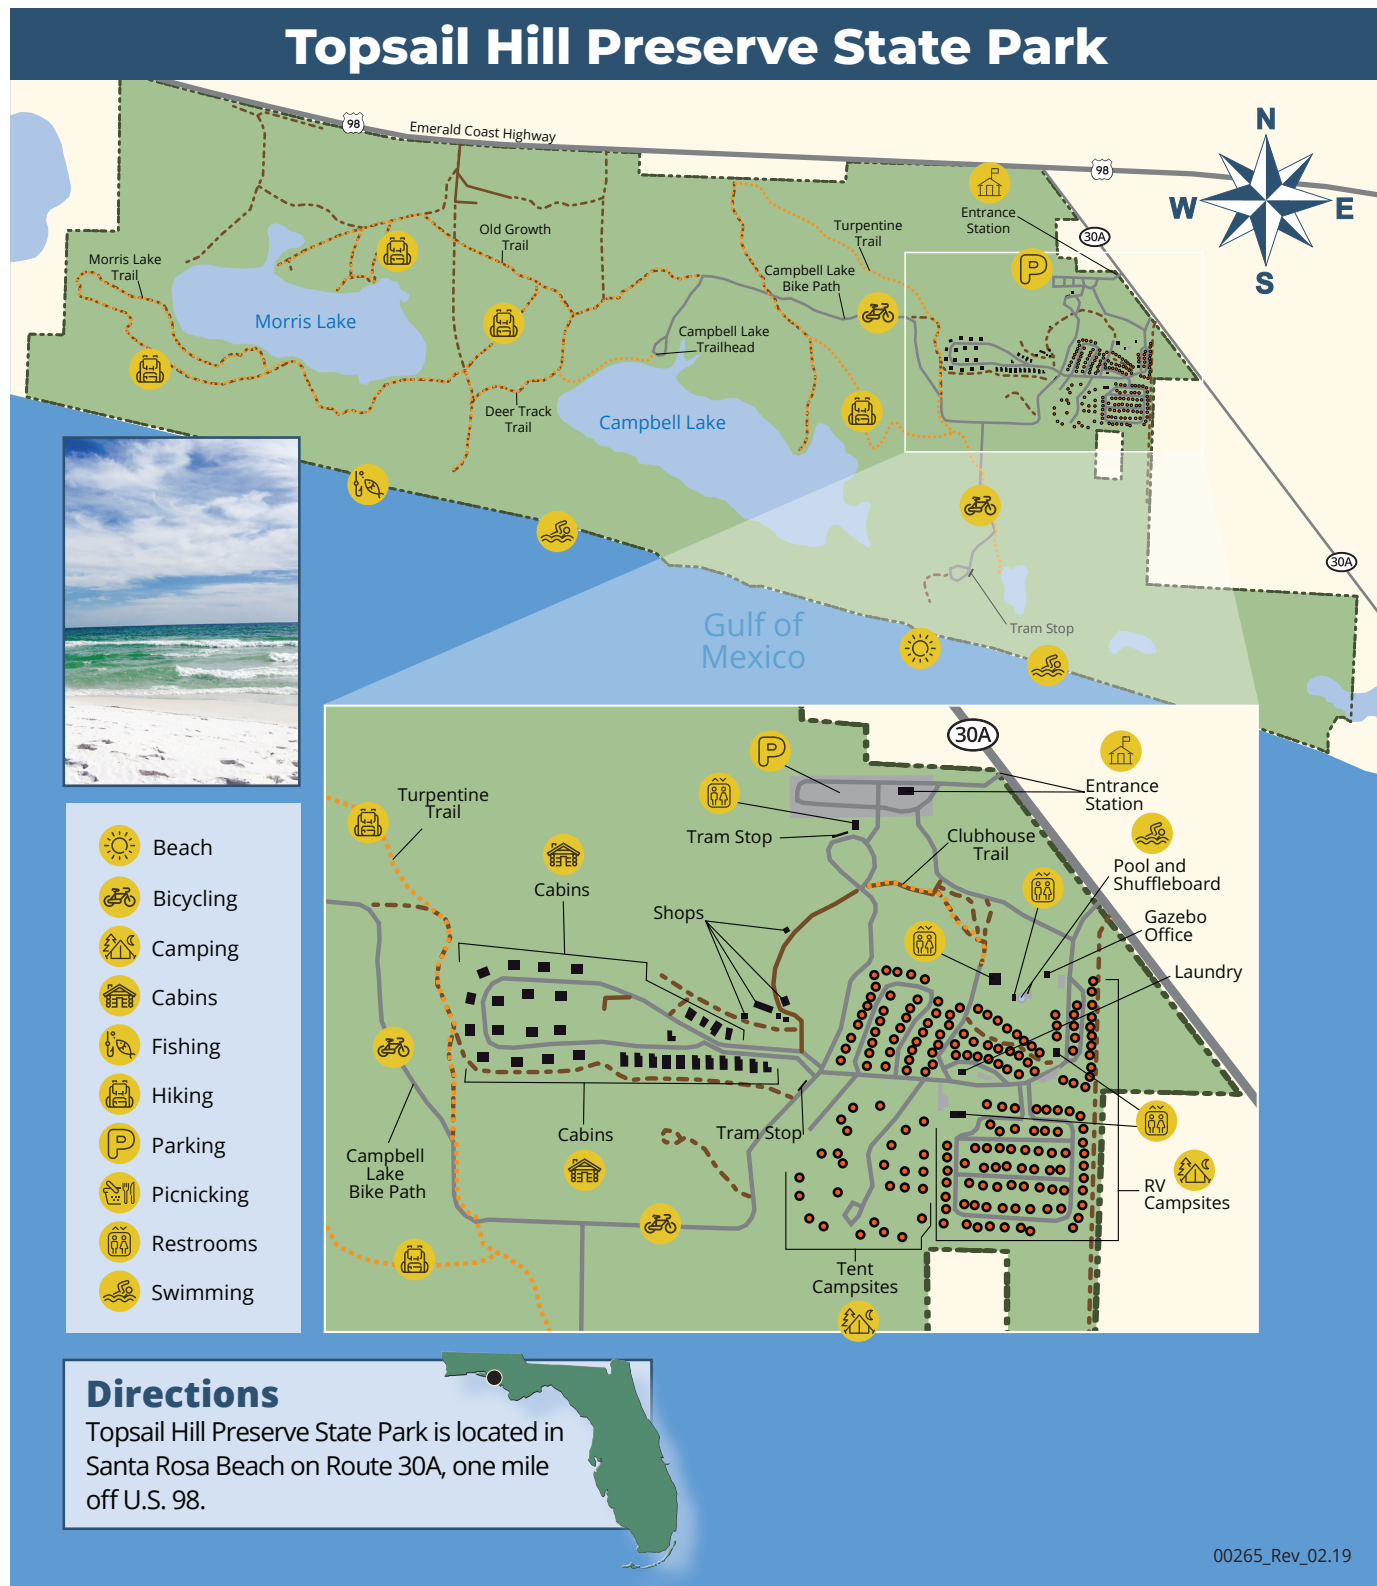 Topsail Hill Preserve State Park
98
Emerald Coast Highway
98
N
W
E
S
Entrance
Station
30A
Turpentine
Trail
Old Growth
Trail
Morris Lake
Trail
Campbell Lake
Bike Path
P
Morris Lake
Campbell Lake
Trailhead
Deer Track
Trail
Campbell Lake
30A
Tram Stop
Gulf of
Mexico
30A
P
Entrance
Station
Turpentine
Trail
Tram Stop
Clubhouse
Trail
Pool and
Shuffleboard
Cabins
Shops
Gazebo
Office
Laundry
Cabins
Tram Stop
Campbell
Lake
Bike Path
RV
Campsites
Tent
Campsites
Beach
Bicycling
Camping
Cabins
Fishing
Hiking
P
Parking
Picnicking
Restrooms
Swimming
Directions
Topsail Hill Preserve State Park is located in
Santa Rosa Beach on Route 30A, one mile
off U.S. 98.
00265_Rev_02.19